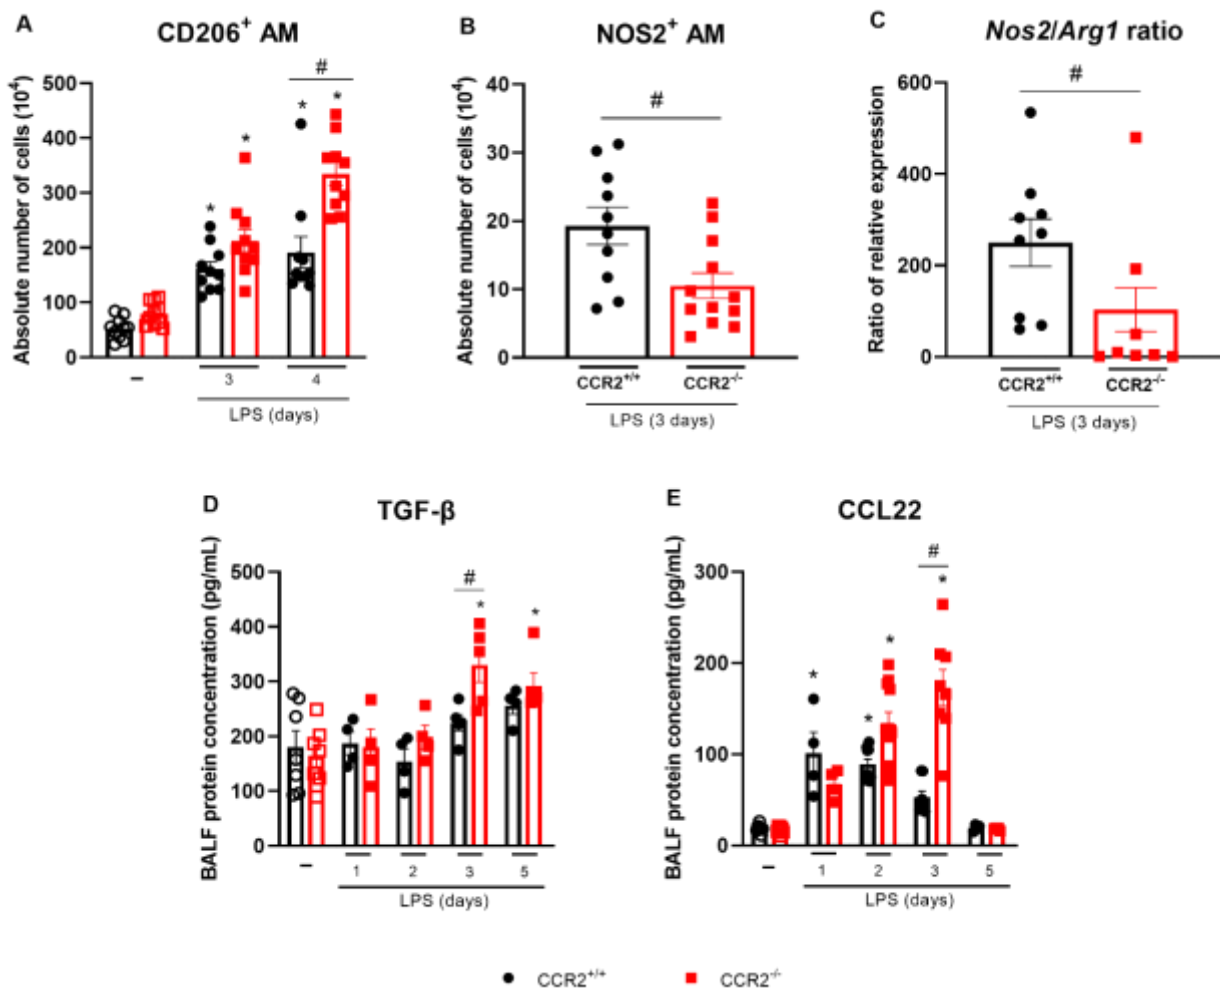 A
CD206⁺ AM
Absolute number of cells (10⁴)
500
400
300
200
100
0
*
*
*
*
#
–
3
4
LPS (days)
B
NOS2⁺ AM
Absolute number of cells (10⁴)
40
30
20
10
0
#
CCR2⁺/⁺
CCR2⁻/⁻
LPS (3 days)
C
Nos2/Arg1 ratio
Ratio of relative expression
600
400
200
0
#
CCR2⁺/⁺
CCR2⁻/⁻
LPS (3 days)
D
TGF-β
BALF protein concentration (pg/mL)
500
400
300
200
100
0
#
*
*
–
1
2
3
5
LPS (days)
E
CCL22
BALF protein concentration (pg/mL)
300
200
100
0
*
*
*
#
*
–
1
2
3
5
LPS (days)
CCR2⁺/⁺
CCR2⁻/⁻